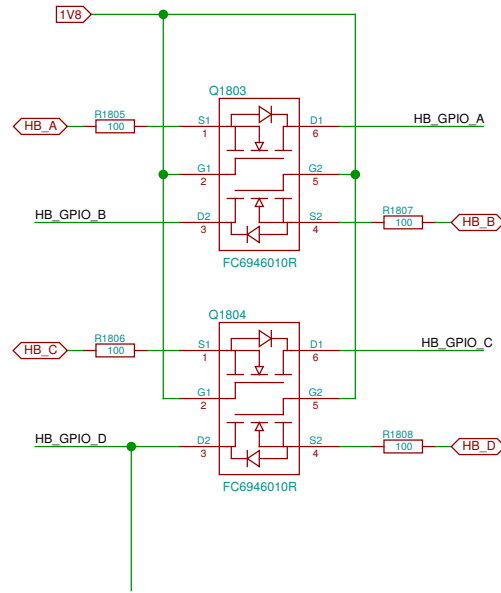 1V8
Q1803
HB_A
R1805
100
S1
1
D1
6
HB_GPIO_A
G1
2
G2
5
HB_GPIO_B
D2
3
S2
4
R1807
100
HB_B
FC6946010R
Q1804
HB_C
R1806
100
S1
1
D1
6
HB_GPIO_C
G1
2
G2
5
HB_GPIO_D
D2
3
S2
4
R1808
100
HB_D
FC6946010R